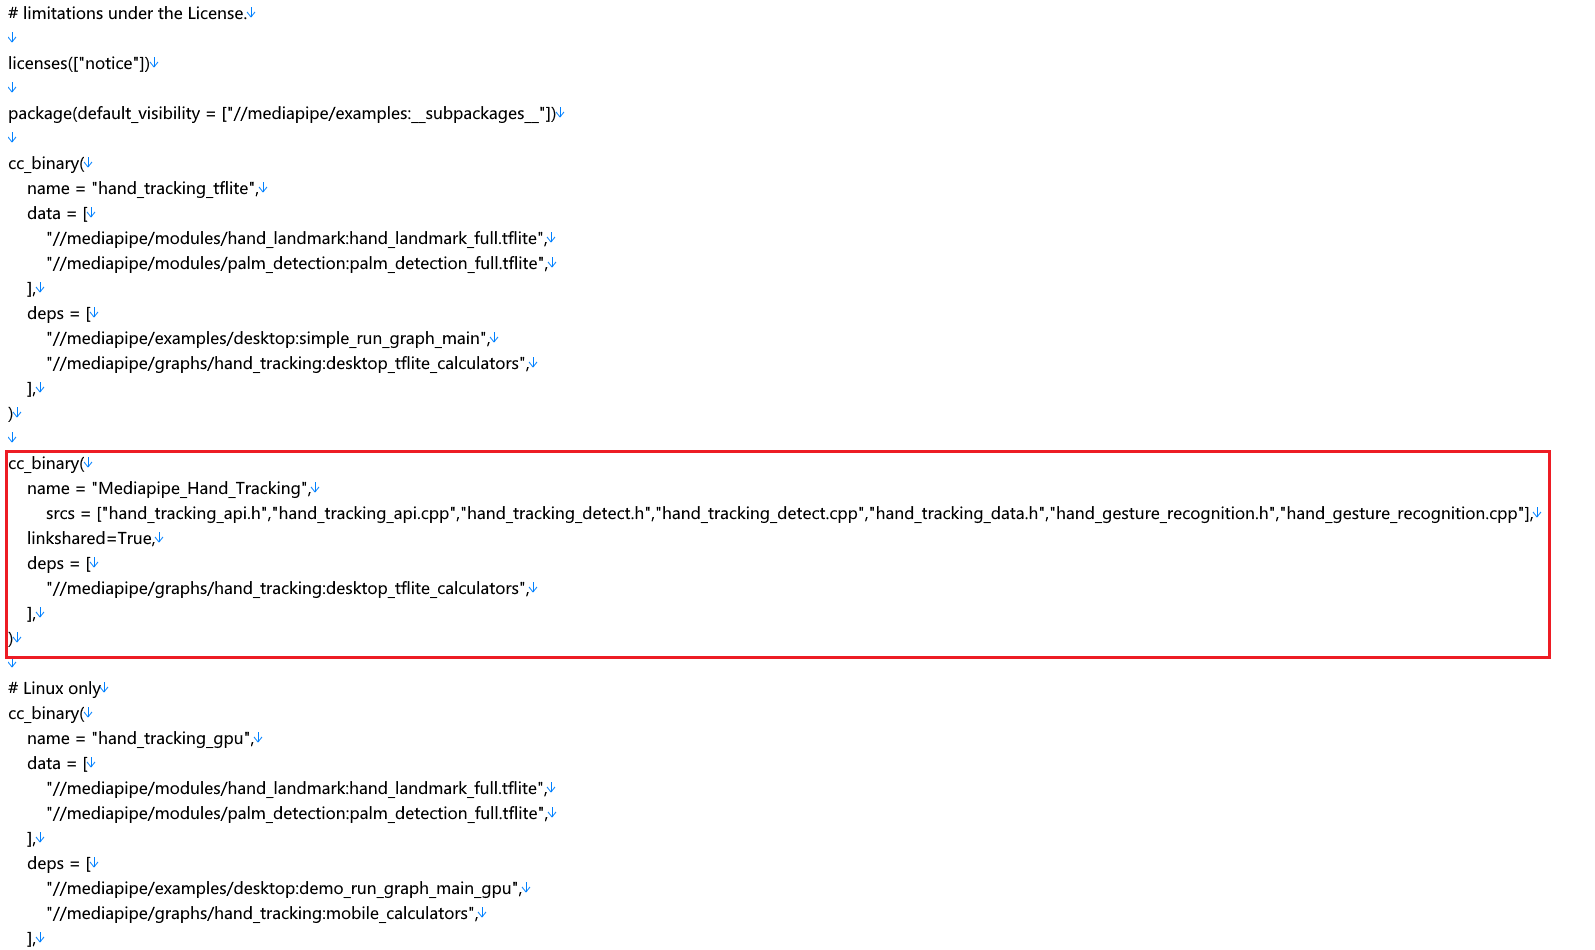 # limitations under the License.↓
↓
licenses(["notice"])↓
↓
package(default_visibility = ["//mediapipe/examples:__subpackages__"])↓
↓
cc_binary(↓
    name = "hand_tracking_tflite",↓
    data = [↓
        "//mediapipe/modules/hand_landmark:hand_landmark_full.tflite",↓
        "//mediapipe/modules/palm_detection:palm_detection_full.tflite",↓
    ],↓
    deps = [↓
        "//mediapipe/examples/desktop:simple_run_graph_main",↓
        "//mediapipe/graphs/hand_tracking:desktop_tflite_calculators",↓
    ],↓
)↓
↓
cc_binary(↓
    name = "Mediapipe_Hand_Tracking",↓
        srcs = ["hand_tracking_api.h","hand_tracking_api.cpp","hand_tracking_detect.h","hand_tracking_detect.cpp","hand_tracking_data.h","hand_gesture_recognition.h","hand_gesture_recognition.cpp"],↓
    linkshared=True,↓
    deps = [↓
        "//mediapipe/graphs/hand_tracking:desktop_tflite_calculators",↓
    ],↓
)↓
↓
# Linux only↓
cc_binary(↓
    name = "hand_tracking_gpu",↓
    data = [↓
        "//mediapipe/modules/hand_landmark:hand_landmark_full.tflite",↓
        "//mediapipe/modules/palm_detection:palm_detection_full.tflite",↓
    ],↓
    deps = [↓
        "//mediapipe/examples/desktop:demo_run_graph_main_gpu",↓
        "//mediapipe/graphs/hand_tracking:mobile_calculators",↓
    ],↓